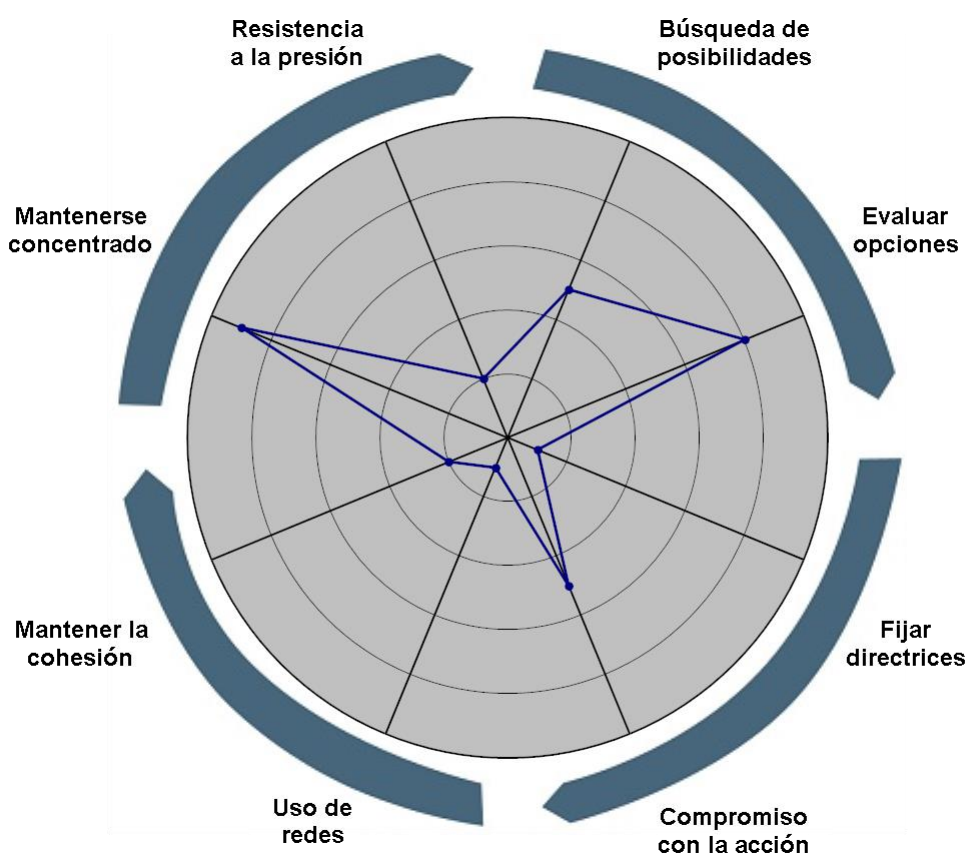 Resistencia
a la presión
Búsqueda de
posibilidades
Mantenerse
concentrado
Evaluar
opciones
Mantener la
cohesión
Fijar
directrices
Uso de
redes
Compromiso
con la acción